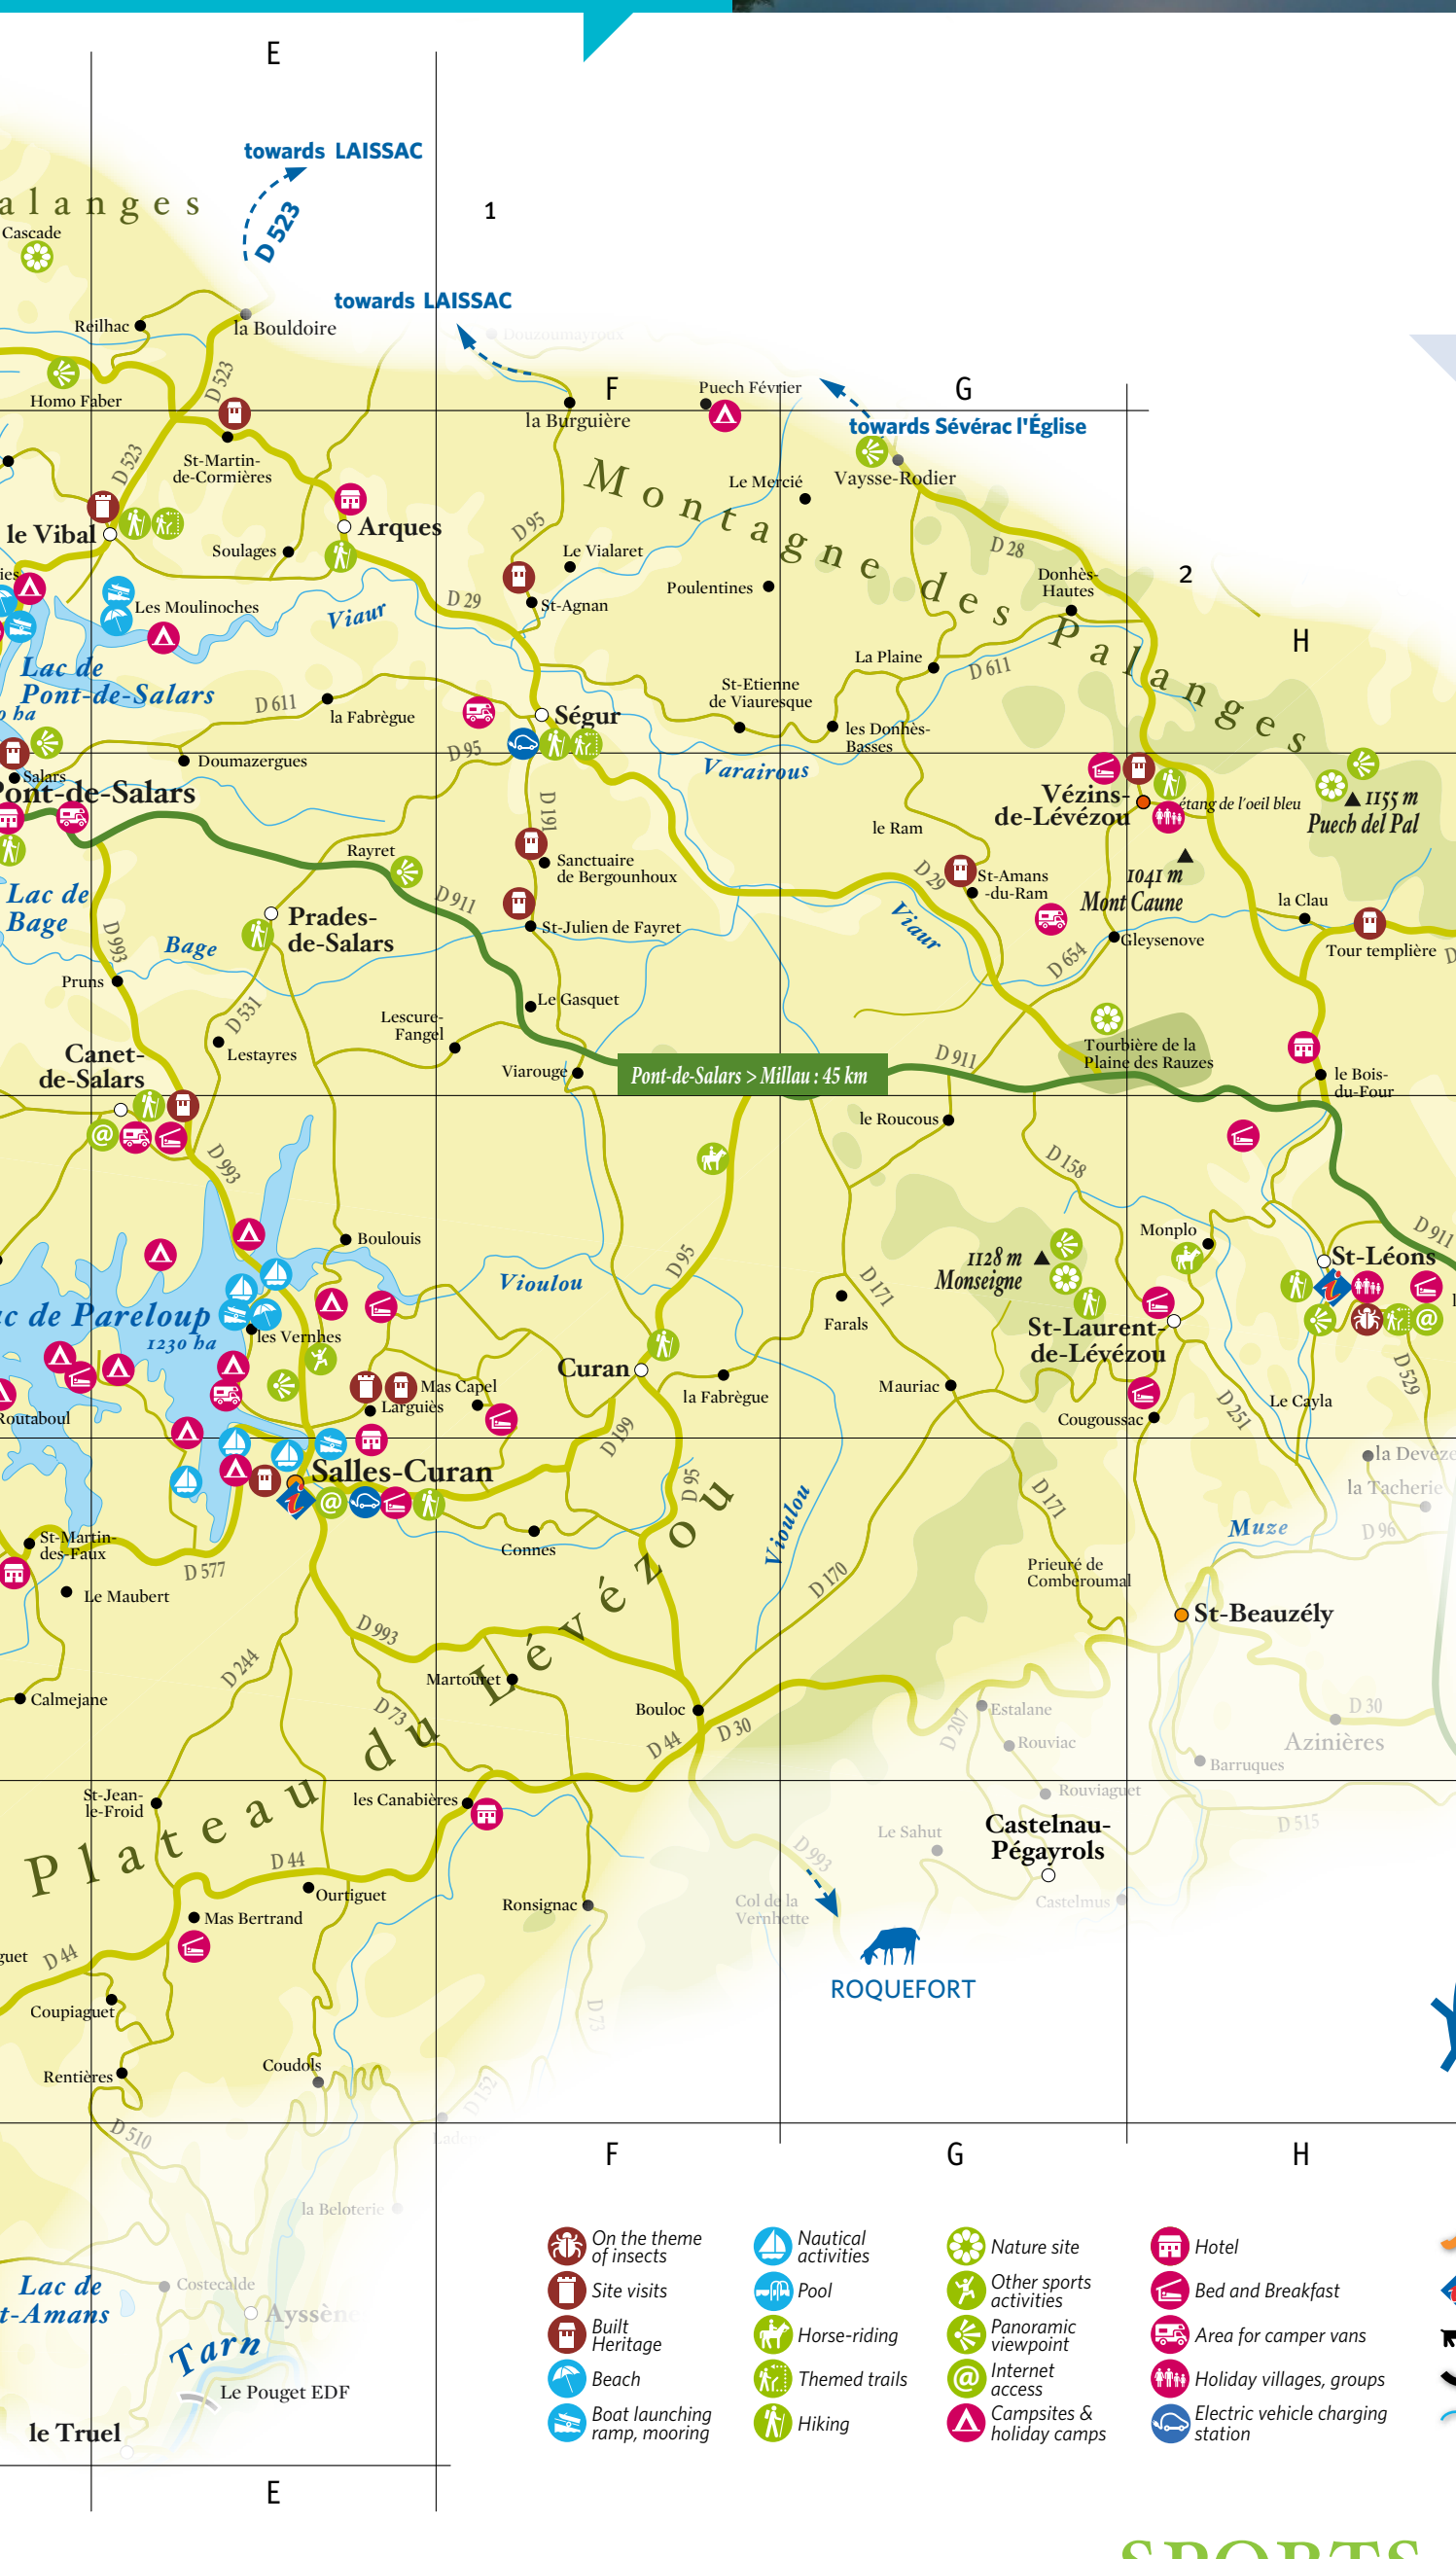 E
towards LAISSAC
alanges
D 523
1
Cascade
towards LAISSAC
Reilhac
la Bouldoire
Douzoumayroux
D 523
Homo Faber
F
Puech Février
G
la Burguière
towards Sévérac l'Église
St-Martin-
de-Cormières
D 523
Montagne des Palanges
Le Mercié
Vaysse-Rodier
le Vibal
Arques
Soulages
D 95
Le Vialaret
D 28
Donhès-
Hautes
2
ies
Les Moulinoches
Viaur
D 29
St-Agnan
Poulentines
H
Lac de
Pont-de-Salars
0 ha
D 611
la Fabrègue
La Plaine
D 611
St-Etienne
de Viauresque
Ségur
les Donhès-
Basses
D 95
Doumazergues
Salars
Pont-de-Salars
Varairous
Vézins-
de-Lévézou
étang de l'oeil bleu
1155 m
Puech del Pal
D 191
le Ram
Rayret
Sanctuaire
de Bergounhoux
D 29
St-Amans
-du-Ram
1041 m
Mont Caune
Lac de
Bage
D 911
la Clau
Prades-
de-Salars
St-Julien de Fayret
Viaur
Gleysenove
Tour templière
D
D 993
Bage
D 654
Pruns
D 531
Le Gasquet
Lescure-
Fangel
Lestayres
Canet-
de-Salars
Tourbière de la
Plaine des Rauzes
Viarouge
Pont-de-Salars > Millau : 45 km
D 911
le Bois-
du-Four
le Roucous
D 993
D 158
Boulouis
Monplo
D 911
St-Léons
D 95
1128 m
Monseigne
Vioulou
D 171
ac de Pareloup
1230 ha
les Vernhes
Farals
St-Laurent-
de-Lévézou
Curan
Mas Capel
Larguiès
la Fabrègue
Mauriac
D 529
Routaboul
Cougoussac
D 251
Le Cayla
D 199
la Devèze
Salles-Curan
la Tacherie
D 95
D 171
Muze
D 96
St-Martin-
des-Faux
Connes
Vioulou
D 577
Le Maubert
D 170
Prieuré de
Comberoumal
St-Beauzély
D 993
Plateau du Lévézou
D 244
Martouret
Calmejane
D 73
Bouloc
D 44
D 30
Estalane
D 207
Rouviac
D 30
Azinières
Barruques
St-Jean-
le-Froid
les Canabières
Rouviaguet
Castelnau-
Pégayrols
D 515
Le Sahut
D 993
D 44
Ourtiguet
Ronsignac
Col de la
Vernhette
Castelmus
Mas Bertrand
guet
D 44
ROQUEFORT
Coupiaguet
D 73
Rentières
Coudols
D 152
D 510
F
G
H
la Beloterie
Lac de
t-Amans
Costecalde
Ayssène
Tarn
Le Pouget EDF
le Truel
E
On the theme
of insects
Site visits
Built
Heritage
Beach
Boat launching
ramp, mooring
Nautical
activities
Pool
Horse-riding
Themed trails
Hiking
Nature site
Other sports
activities
Panoramic
viewpoint
Internet
access
Campsites &
holiday camps
Hotel
Bed and Breakfast
Area for camper vans
Holiday villages, groups
Electric vehicle charging
station
SPORTS